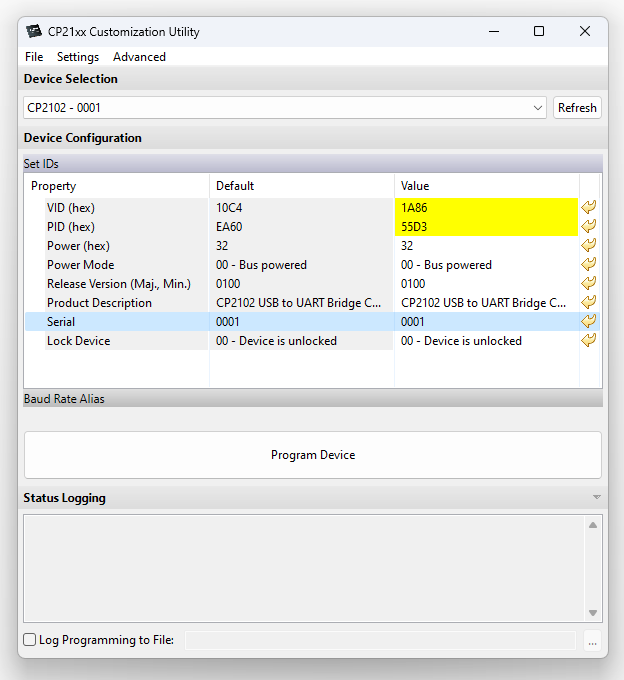 CP21xx Customization Utility
File Settings Advanced
Device Selection
CP2102 - 0001 Refresh
Device Configuration
Set IDs
Property Default Value
VID (hex) 10C4 1A86
PID (hex) EA60 55D3
Power (hex) 32 32
Power Mode 00 - Bus powered 00 - Bus powered
Release Version (Maj., Min.) 0100 0100
Product Description CP2102 USB to UART Bridge C... CP2102 USB to UART Bridge C...
Serial 0001 0001
Lock Device 00 - Device is unlocked 00 - Device is unlocked
Baud Rate Alias
Program Device
Status Logging
Log Programming to File: ...